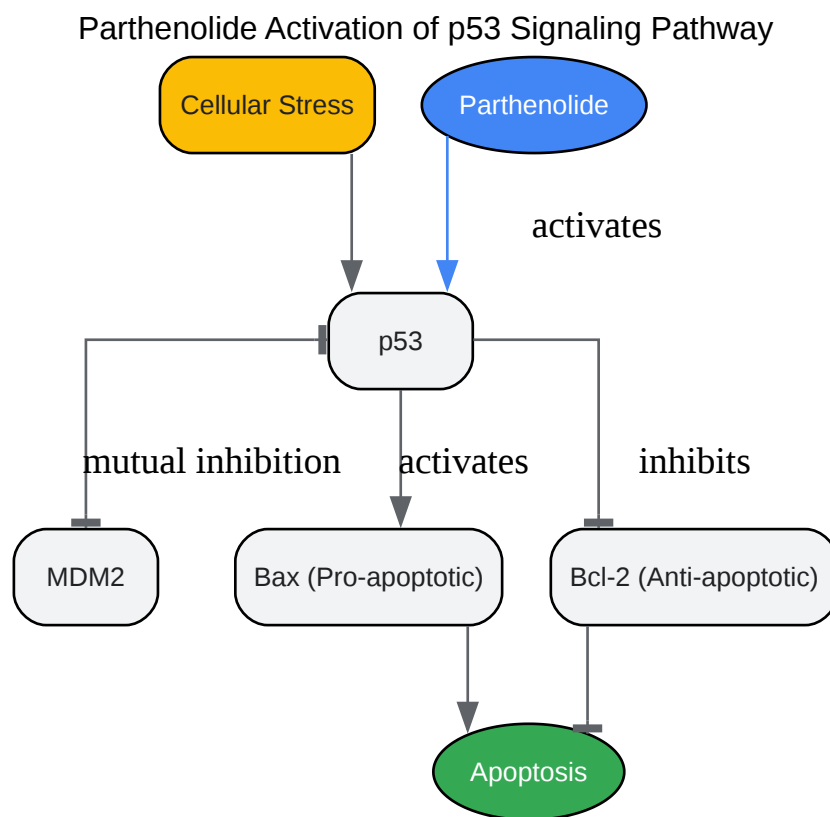 Parthenolide Activation of p53 Signaling Pathway
Cellular Stress
Parthenolide
activates
p53
mutual inhibition
activates
inhibits
MDM2
Bax (Pro-apoptotic)
Bcl-2 (Anti-apoptotic)
Apoptosis